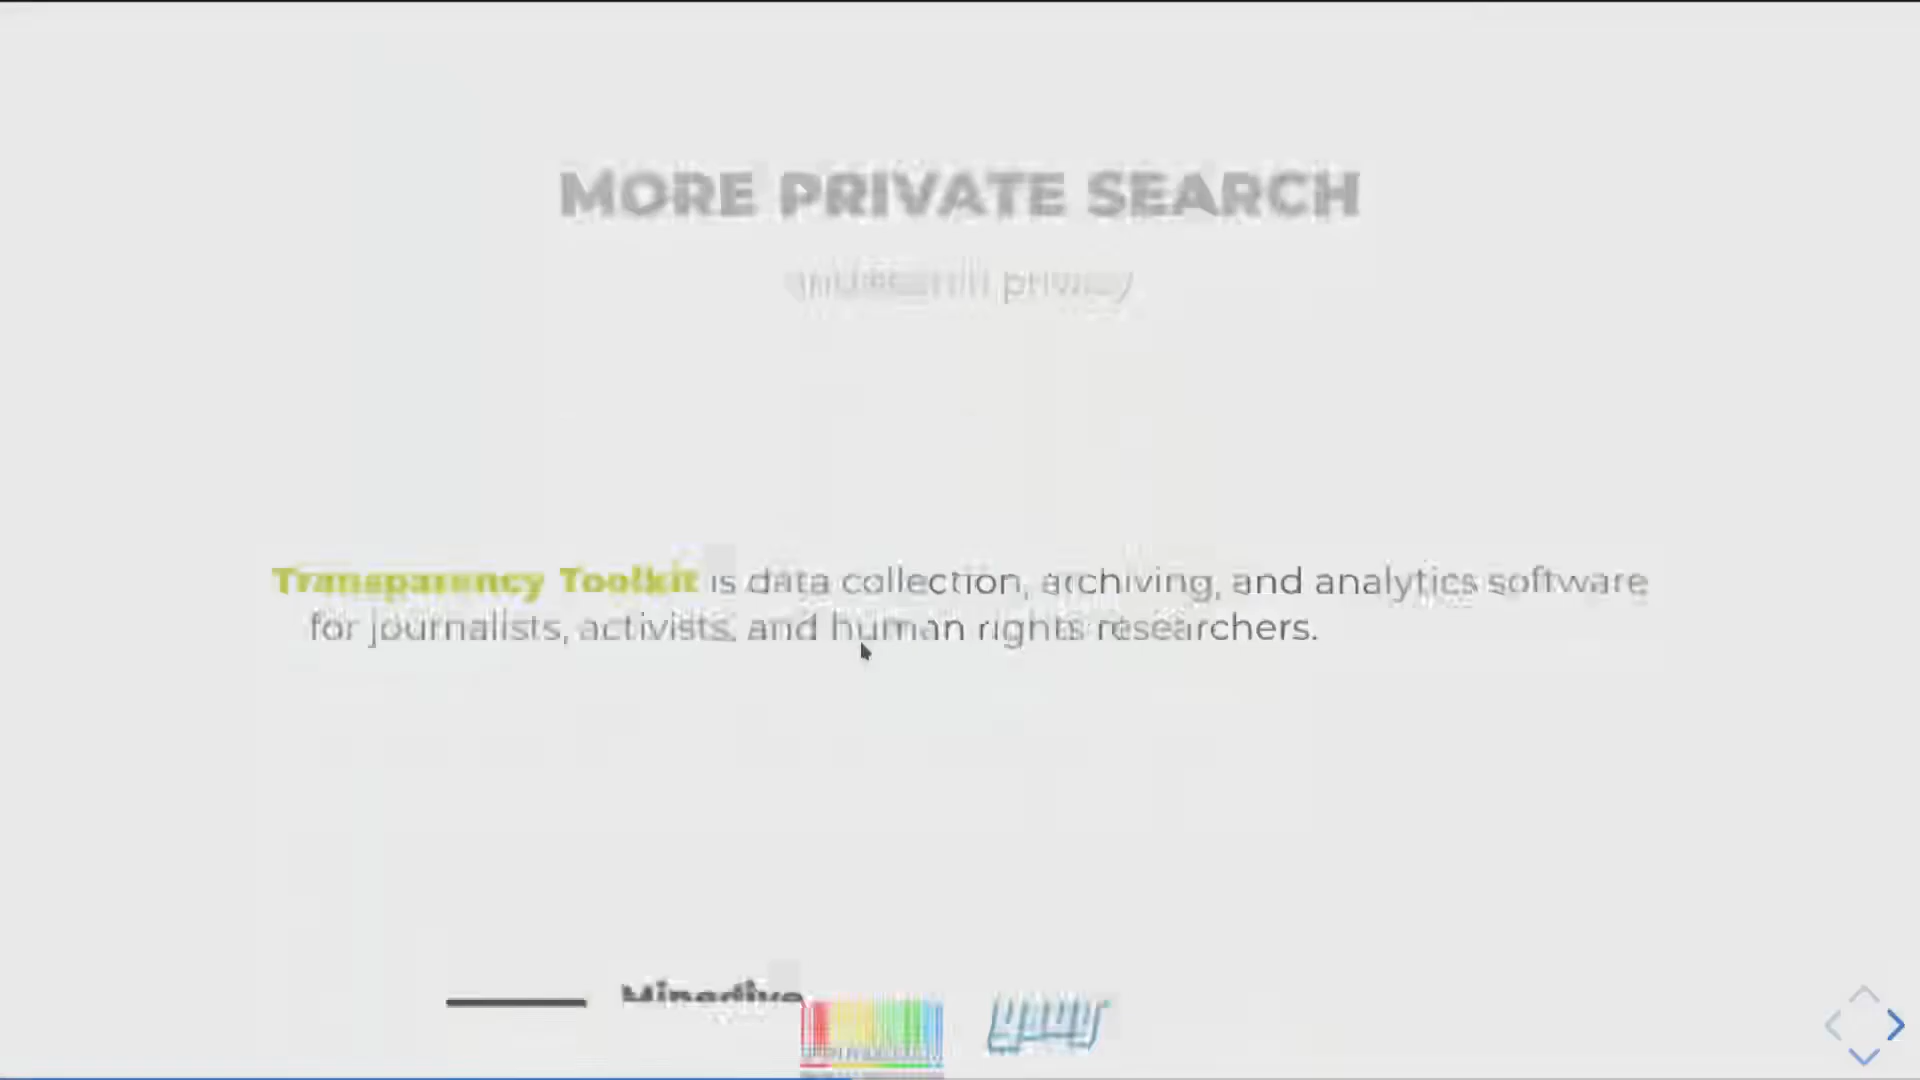 MORE PRIVATE SEARCH
privacy
Transparency Toolkit is data collection, archiving, and analytics software
for journalists, activists, and human rights researchers.